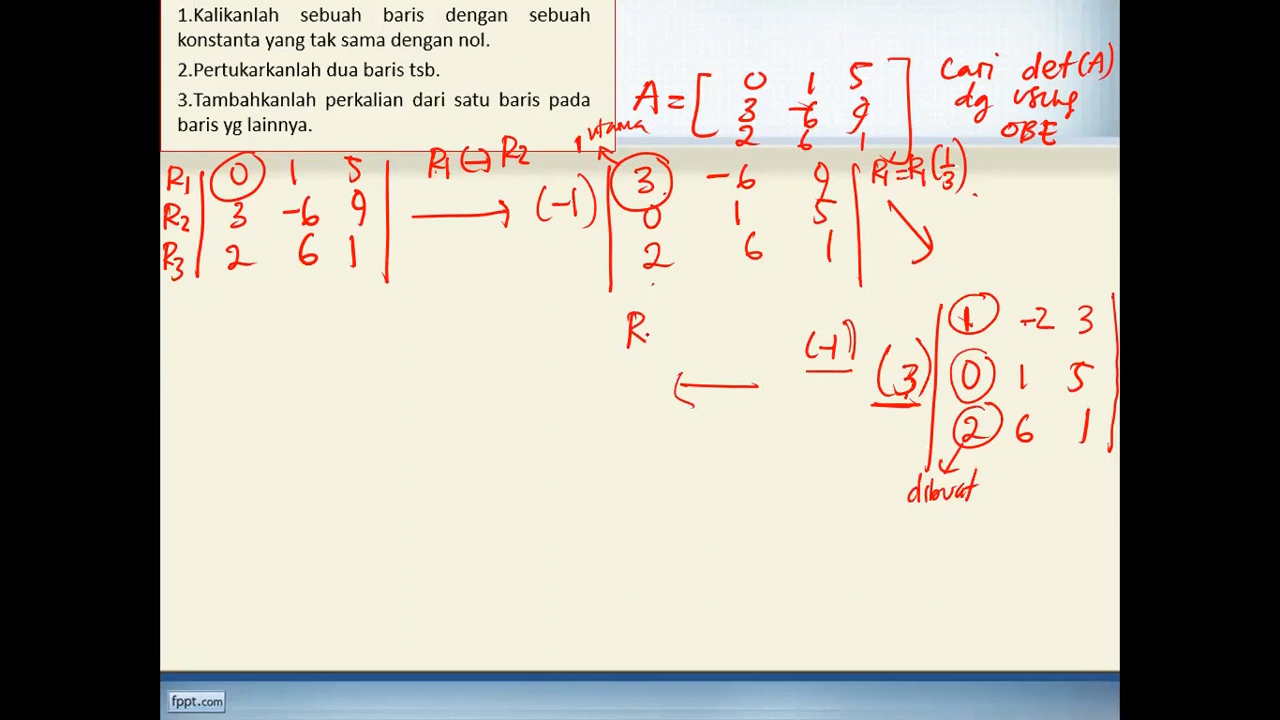 1.Kalikanlah sebuah baris dengan sebuah
konstanta yang tak sama dengan nol.
2.Pertukarkanlah dua baris tsb.
3.Tambahkanlah perkalian dari satu baris pada
baris yg lainnya.
A = [ 0 1 5
3 -6 9
2 6 1 ]
Cari det(A)
dg using
OBE
R1 | 0 1 5 |
R2 | 3 -6 9 |
R3 | 2 6 1 |
R1 ↔ R2
1 utama
(-1) | 3 -6 9 |
0 1 5
2 6 1
R1' = R1 (1/3)
R.
(-1) (3) | 1 -2 3 |
0 1 5
2 6 1
dibuat
fppt.com